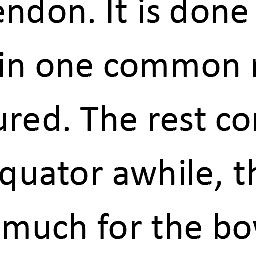 endon. It is done
in one common
ured. The rest co
quator awhile, th
much for the bo